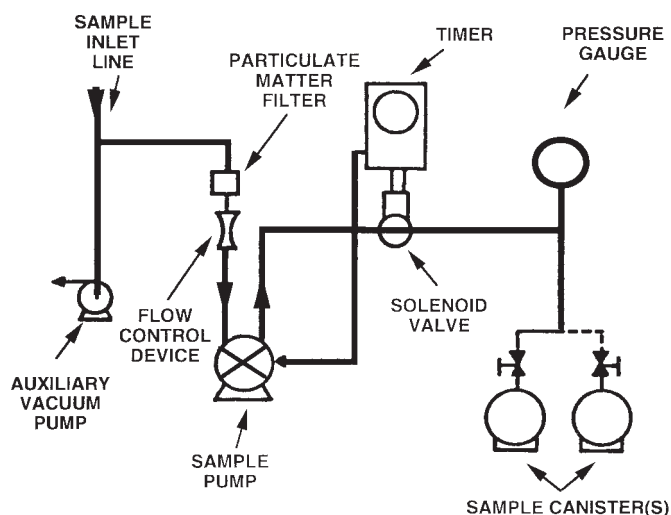 SAMPLE
INLET
LINE
PARTICULATE
MATTER
FILTER
TIMER
PRESSURE
GAUGE
FLOW
CONTROL
DEVICE
SOLENOID
VALVE
AUXILIARY
VACUUM
PUMP
SAMPLE
PUMP
SAMPLE CANISTER(S)